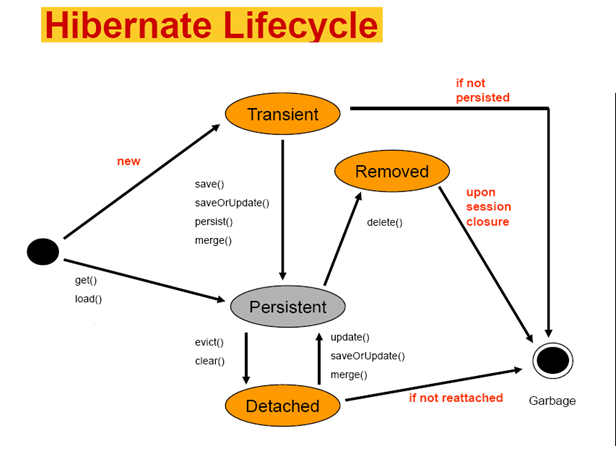 Hibernate Lifecycle
if not
persisted
Transient
new
Removed
save()
saveOrUpdate()
persist()
merge()
upon
session
closure
delete()
get()
load()
Persistent
evict()
clear()
update()
saveOrUpdate()
merge()
Detached
if not reattached
Garbage